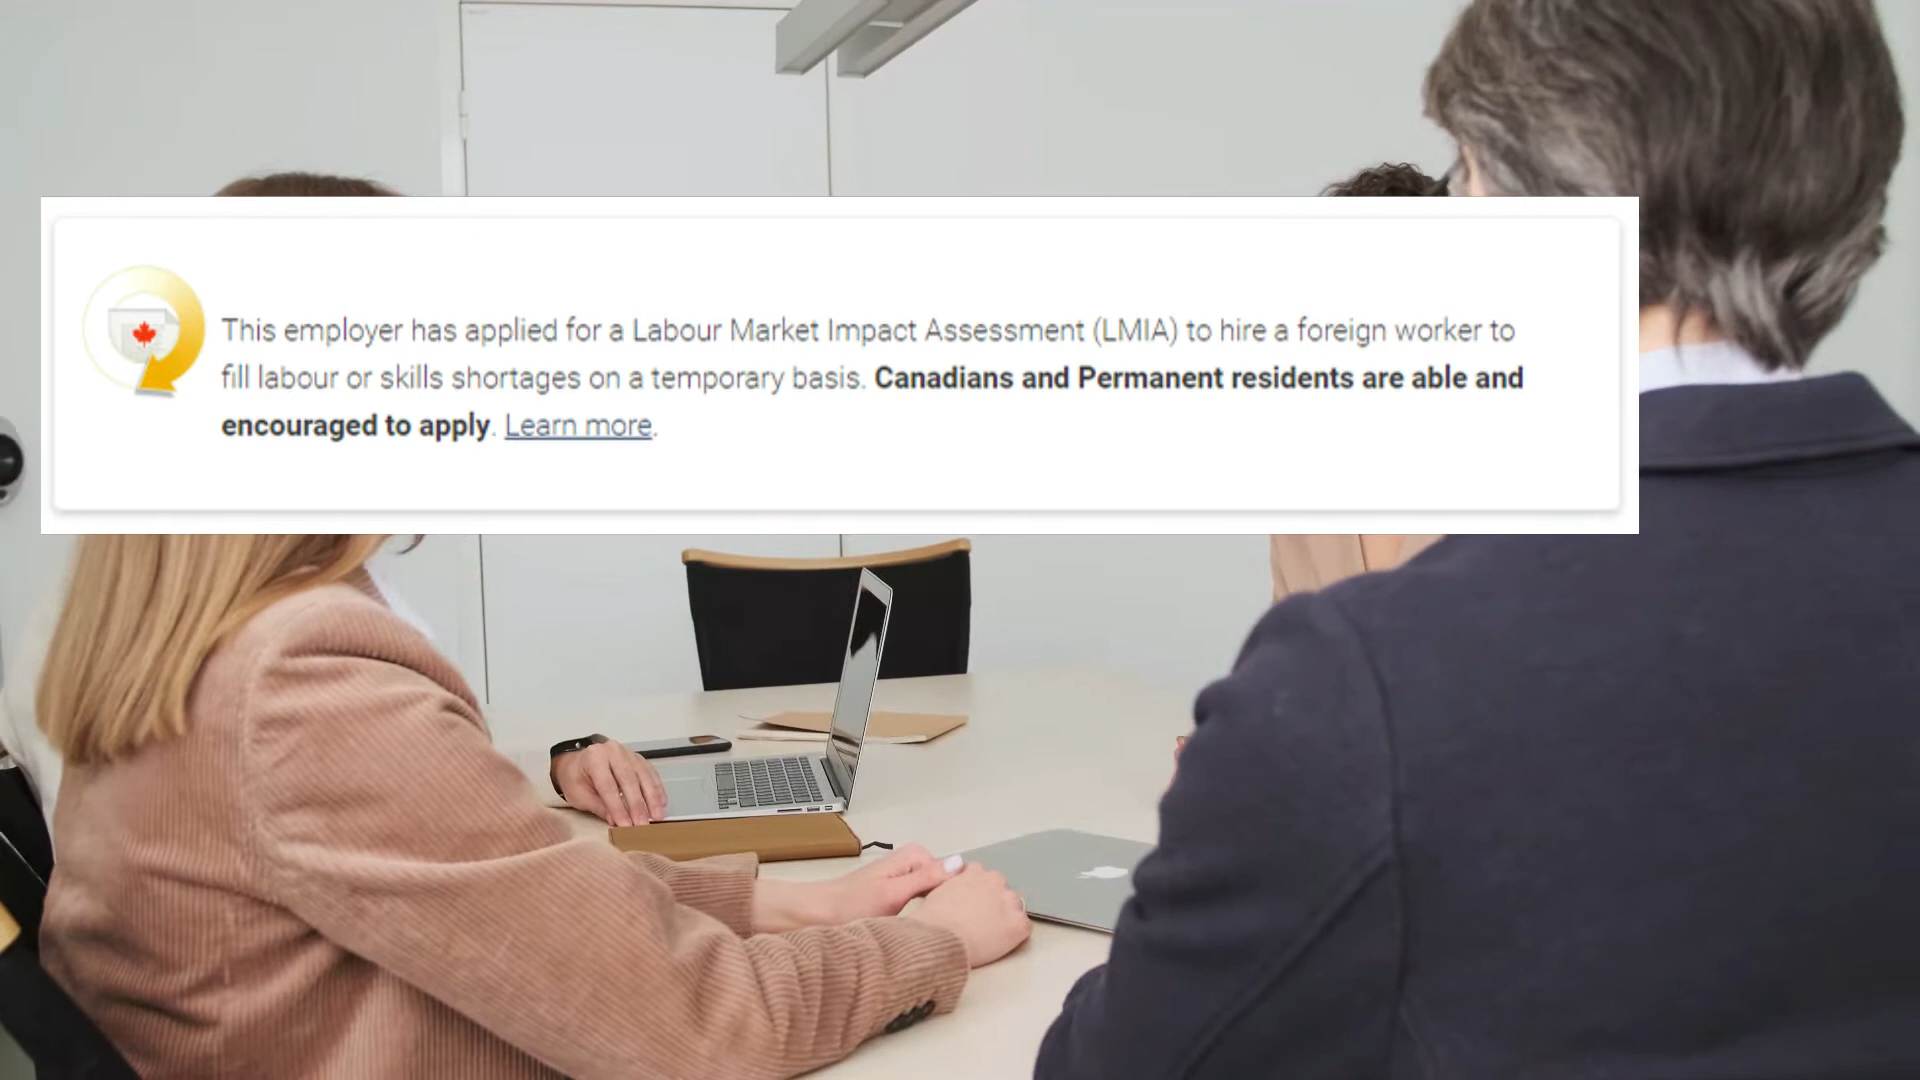 This employer has applied for a Labour Market Impact Assessment (LMIA) to hire a foreign worker to
fill labour or skills shortages on a temporary basis. Canadians and Permanent residents are able and
encouraged to apply. Learn more.